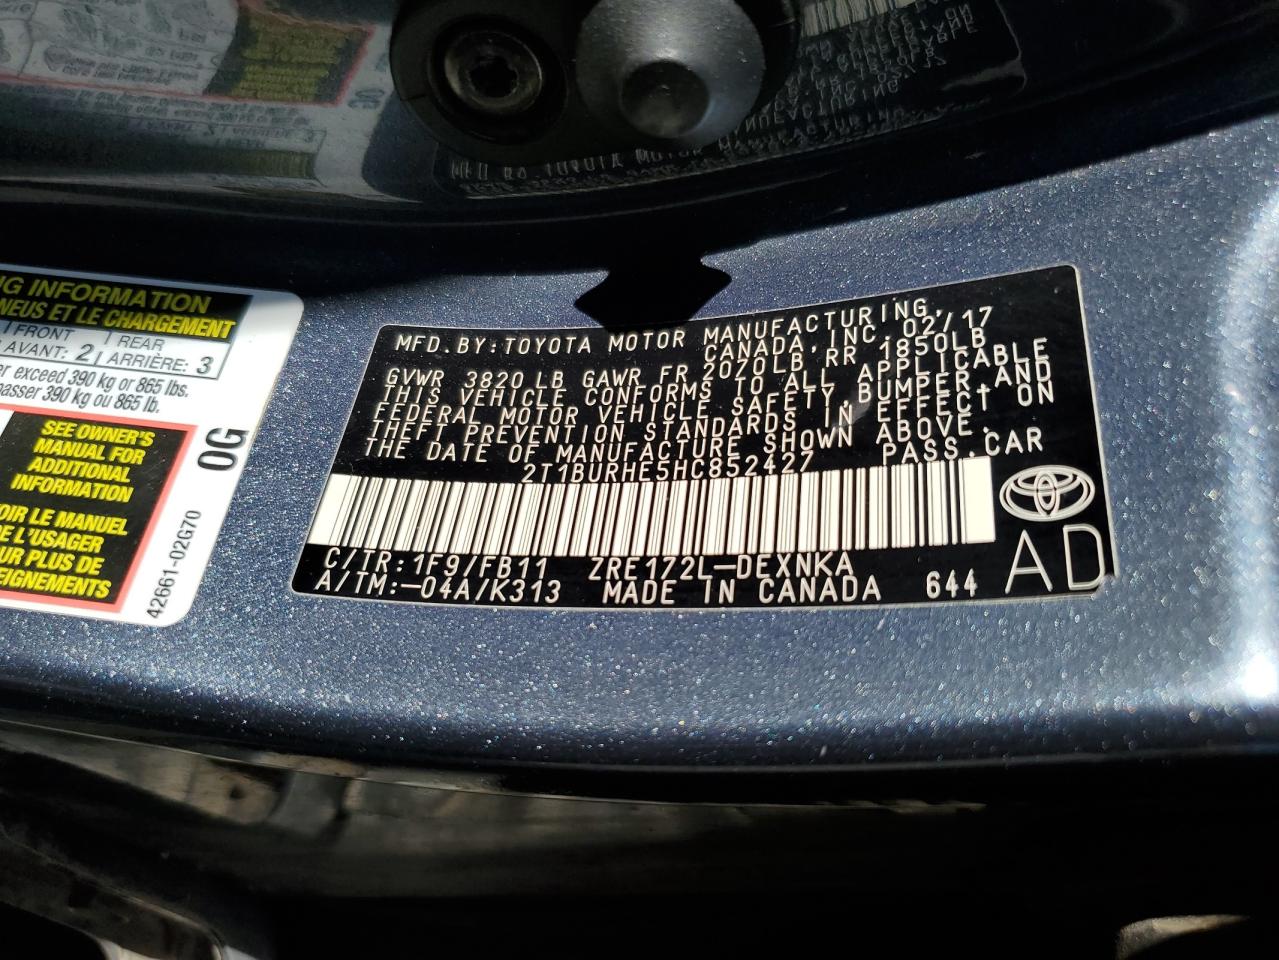 NG INFORMATION
NEUS ET LE CHARGEMENT
FRONT
AVANT: 2
REAR
ARRIÈRE: 3
er exceed 390 kg or 865 lbs.
passer 390 kg ou 865 lb.
SEE OWNER'S
MANUAL FOR
ADDITIONAL
INFORMATION
OIR LE MANUEL
DE L'USAGER
OUR PLUS DE
SEIGNEMENTS
0G
42661-02G70
MFD. BY: TOYOTA MOTOR MANUFACTURING,
CANADA, INC. 02/17
GVWR 3820 LB GAWR FR 2070LB, RR 1850LB
THIS VEHICLE CONFORMS TO ALL APPLICABLE
FEDERAL MOTOR VEHICLE SAFETY, BUMPER, AND
THEFT PREVENTION STANDARDS IN EFFECT ON
THE DATE OF MANUFACTURE SHOWN ABOVE.
2T1BURHE5HC852427 PASS. CAR
C/TR: 1F9/FB11 ZRE172L-DEXNKA
A/TM: -04A/K313 MADE IN CANADA 644
AD